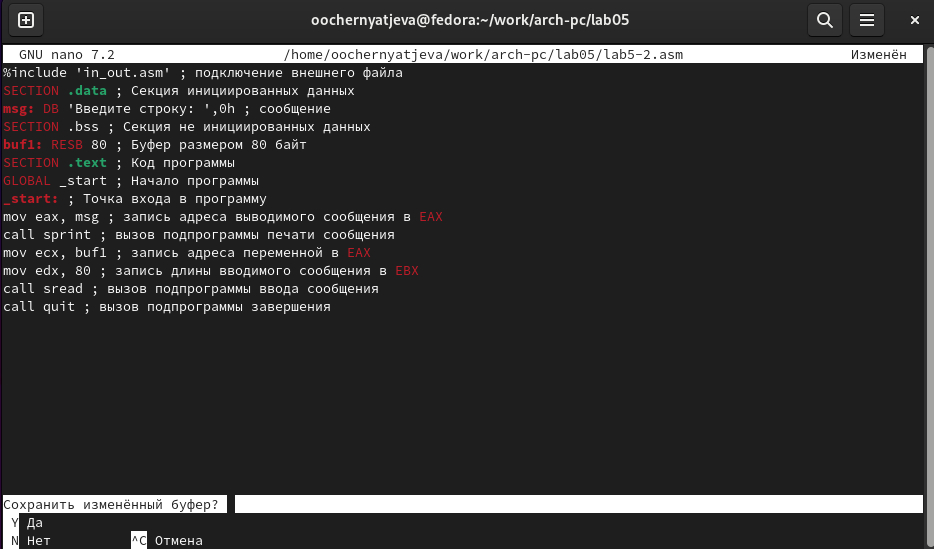 oochernyatjeva@fedora:~/work/arch-pc/lab05
GNU nano 7.2 /home/oochernyatjeva/work/arch-pc/lab05/lab5-2.asm Изменён
%include 'in_out.asm' ; подключение внешнего файла
SECTION .data ; Секция инициированных данных
msg: DB 'Введите строку: ',0h ; сообщение
SECTION .bss ; Секция не инициированных данных
buf1: RESB 80 ; Буфер размером 80 байт
SECTION .text ; Код программы
GLOBAL _start ; Начало программы
_start: ; Точка входа в программу
mov eax, msg ; запись адреса выводимого сообщения в EAX
call sprint ; вызов подпрограммы печати сообщения
mov ecx, buf1 ; запись адреса переменной в EAX
mov edx, 80 ; запись длины вводимого сообщения в EBX
call sread ; вызов подпрограммы ввода сообщения
call quit ; вызов подпрограммы завершения
Сохранить изменённый буфер?
Y Да
N Нет ^C Отмена